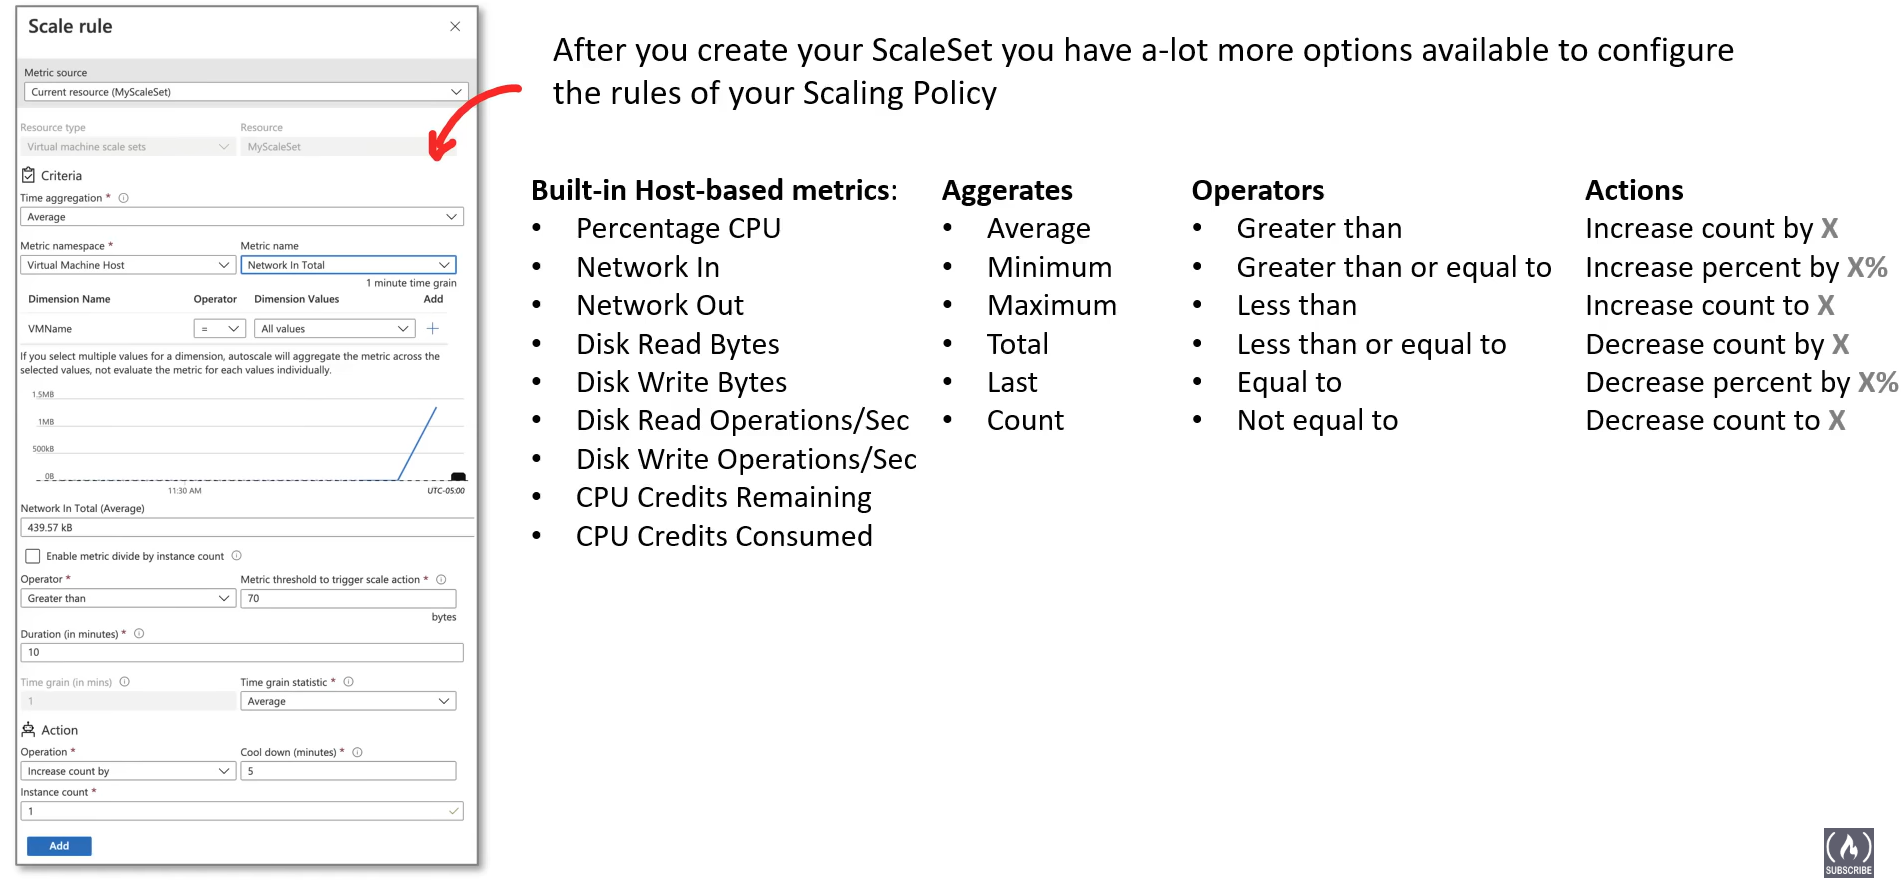 Scale rule
Metric source
Current resource (MyScaleSet)
Resource type
Resource
Virtual machine scale sets
MyScaleSet
Criteria
Time aggregation *
Average
Metric namespace *
Metric name
Virtual Machine Host
Network In Total
1 minute time grain
Dimension Name
Operator
Dimension Values
Add
VMName
=
All values
If you select multiple values for a dimension, autoscale will aggregate the metric across the
selected values, not evaluate the metric for each values individually.
1.5MB
1MB
500kB
0B
11:30 AM
UTC-05:00
Network In Total (Average)
439.57 kB
Enable metric divide by instance count
Operator *
Metric threshold to trigger scale action *
Greater than
70
bytes
Duration (in minutes) *
10
Time grain (in mins)
Time grain statistic *
1
Average
Action
Operation *
Cool down (minutes) *
Increase count by
5
Instance count *
1
Add
After you create your ScaleSet you have a-lot more options available to configure
the rules of your Scaling Policy
Built-in Host-based metrics:
• Percentage CPU
• Network In
• Network Out
• Disk Read Bytes
• Disk Write Bytes
• Disk Read Operations/Sec
• Disk Write Operations/Sec
• CPU Credits Remaining
• CPU Credits Consumed
Aggerates
• Average
• Minimum
• Maximum
• Total
• Last
• Count
Operators
• Greater than
• Greater than or equal to
• Less than
• Less than or equal to
• Equal to
• Not equal to
Actions
Increase count by X
Increase percent by X%
Increase count to X
Decrease count by X
Decrease percent by X%
Decrease count to X
SUBSCRIBE